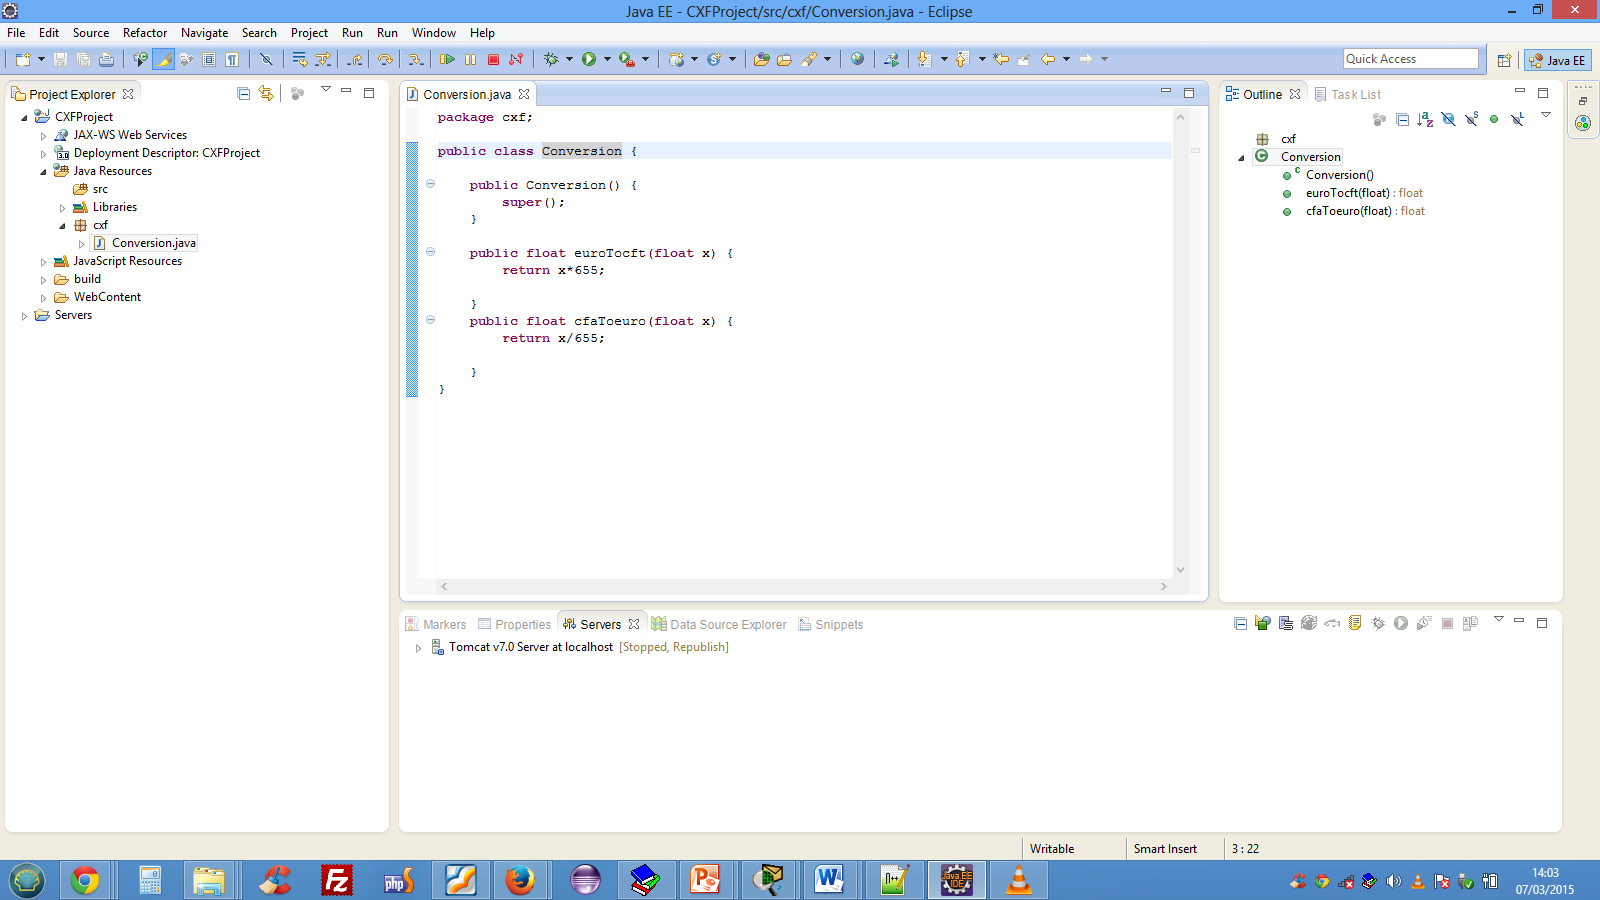 Java EE - CXFProject/src/cxf/Conversion.java - Eclipse
File Edit Source Refactor Navigate Search Project Run Run Window Help
Quick Access
Java EE
Project Explorer
CXFProject
JAX-WS Web Services
Deployment Descriptor: CXFProject
Java Resources
src
Libraries
cxf
Conversion.java
JavaScript Resources
build
WebContent
Servers
Conversion.java
package cxf;
public class Conversion {
public Conversion() {
super();
}
public float euroTocft(float x) {
return x*655;
}
public float cfaToeuro(float x) {
return x/655;
}
}
Outline Task List
cxf
Conversion
Conversion()
euroTocft(float) : float
cfaToeuro(float) : float
Markers Properties Servers Data Source Explorer Snippets
Tomcat v7.0 Server at localhost [Stopped, Republish]
Writable Smart Insert 3 : 22
Fz
php
Java EE
IDE
14:03
07/03/2015